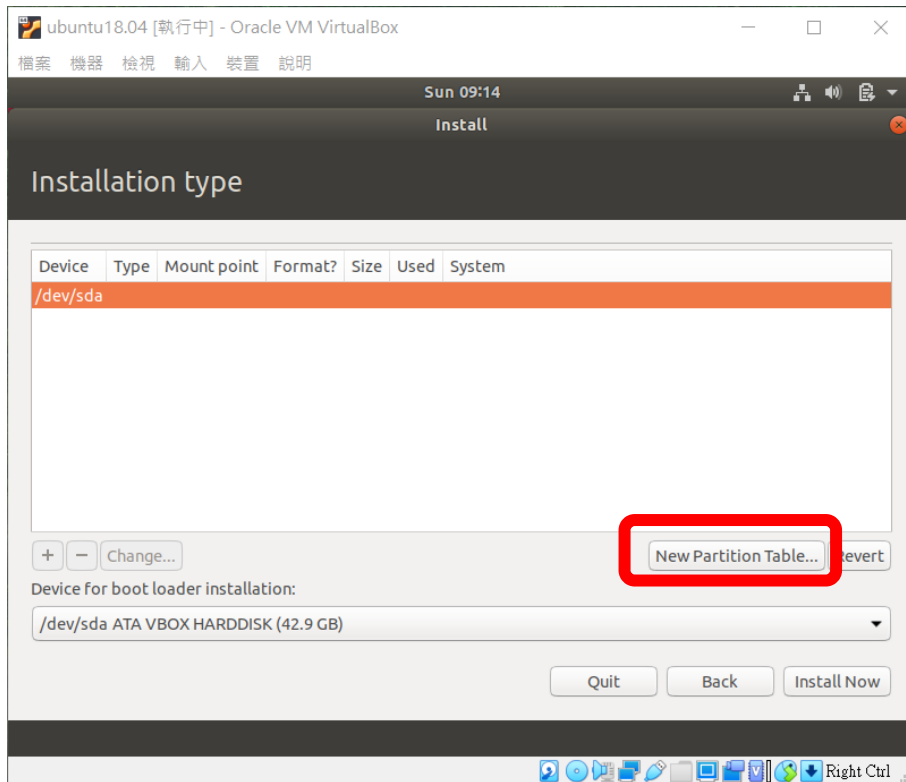 ubuntu18.04 [執行中] - Oracle VM VirtualBox
檔案 機器 檢視 輸入 裝置 說明
Sun 09:14
Install
Installation type
Device Type Mount point Format? Size Used System
/dev/sda
+ − Change... New Partition Table... Revert
Device for boot loader installation:
/dev/sda ATA VBOX HARDDISK (42.9 GB)
Quit Back Install Now
Right Ctrl